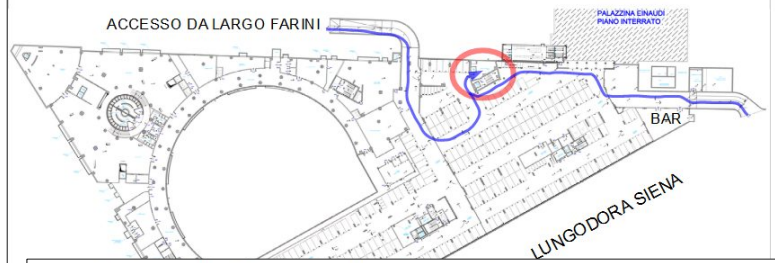 PALAZZINA EINAUDI
PIANO INTERRATO
ACCESSO DA LARGO FARINI
BAR
LUNGODORA SIENA